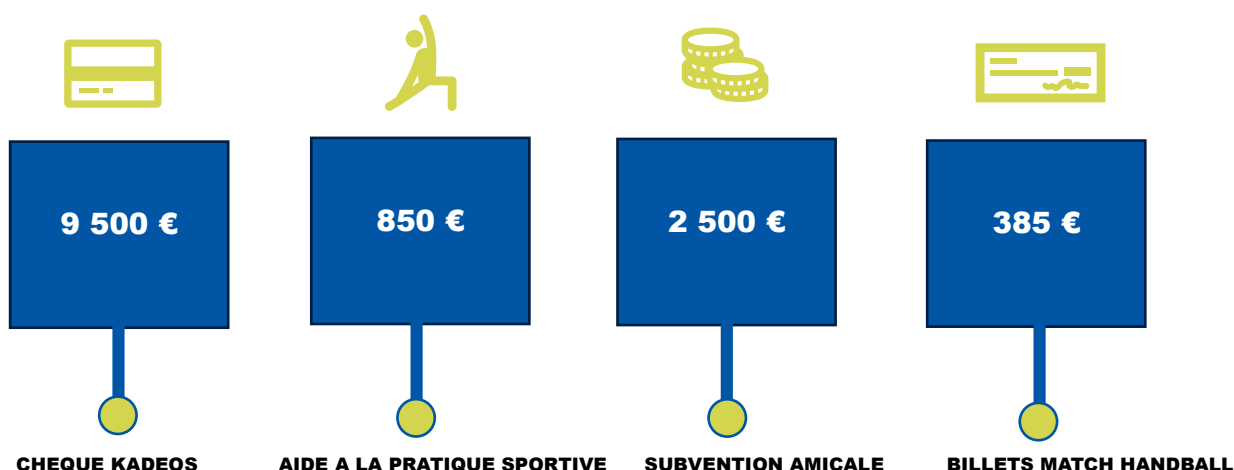 9 500 €
850 €
2 500 €
385 €
CHEQUE KADEOS
AIDE A LA PRATIQUE SPORTIVE
SUBVENTION AMICALE
BILLETS MATCH HANDBALL